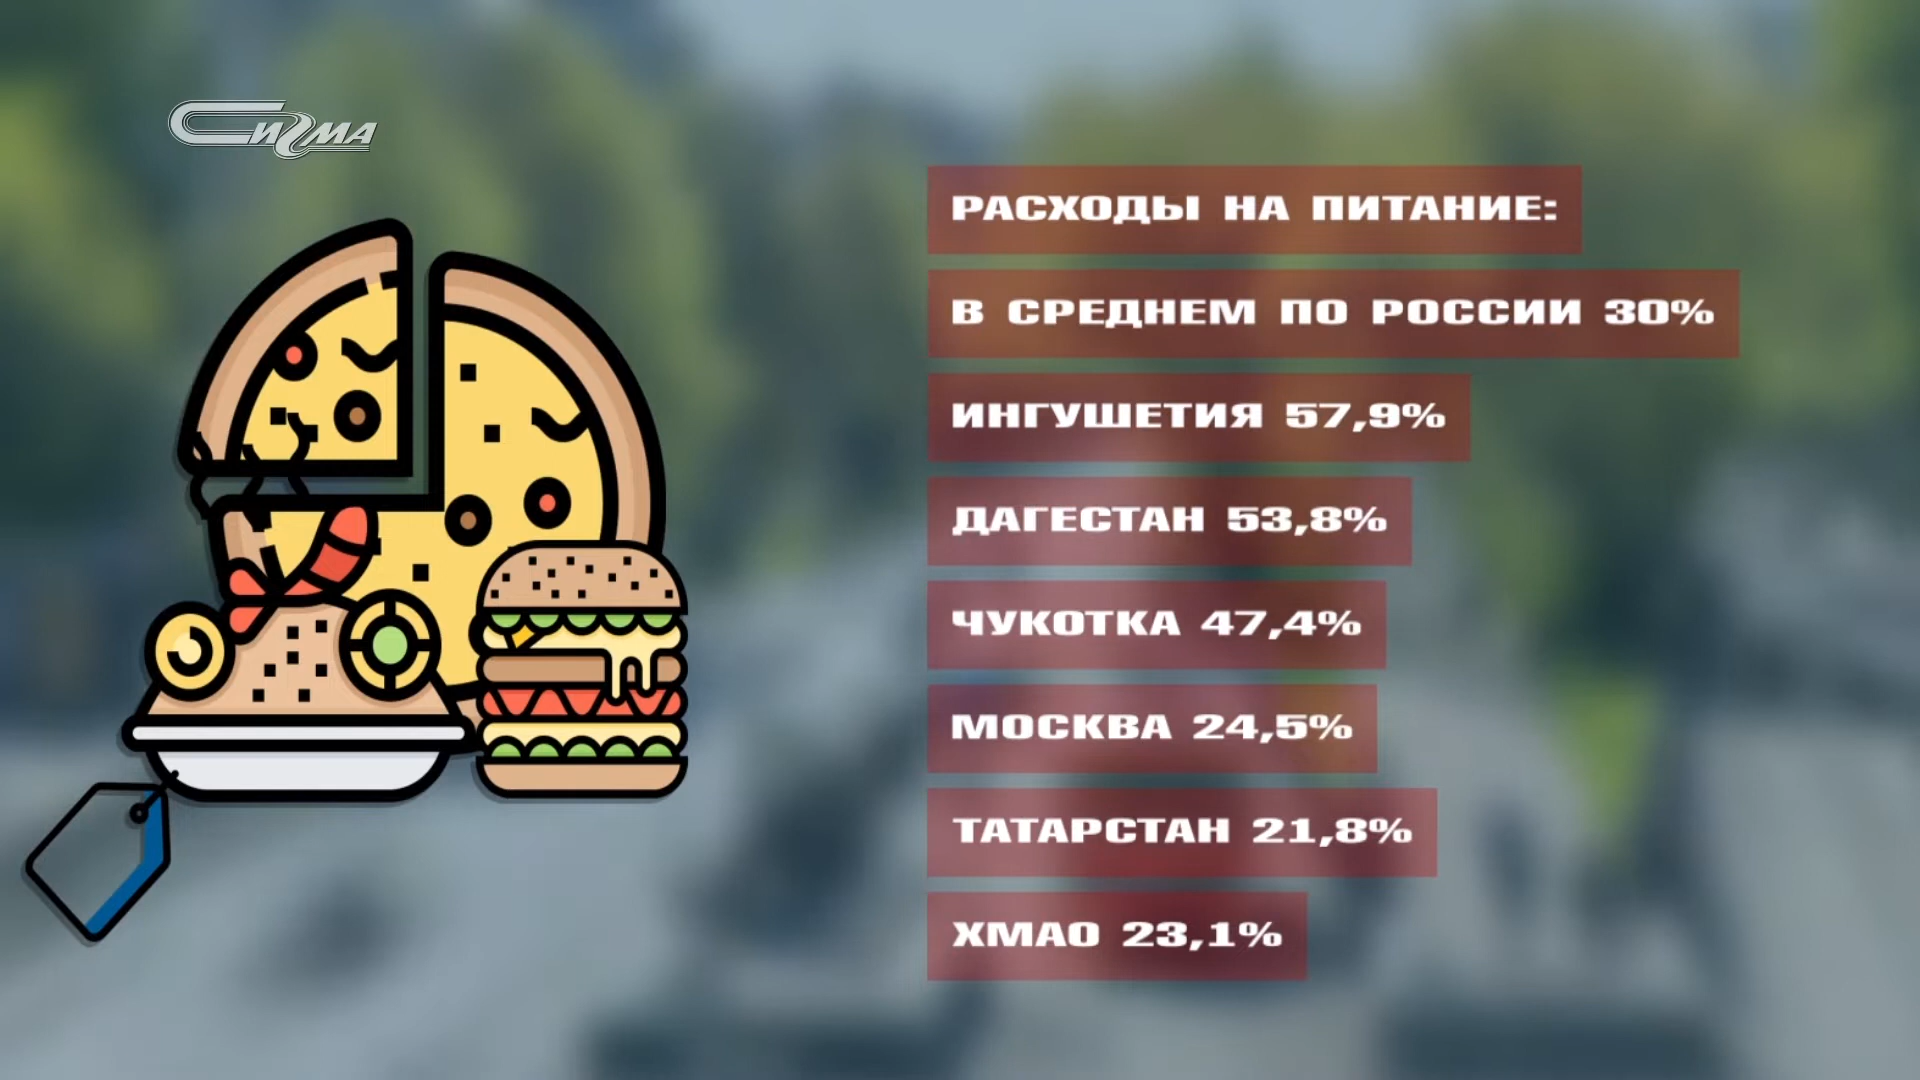 СИГМА
РАСХОДЫ НА ПИТАНИЕ:
В СРЕДНЕМ ПО РОССИИ 30%
ИНГУШЕТИЯ 57,9%
ДАГЕСТАН 53,8%
ЧУКОТКА 47,4%
МОСКВА 24,5%
ТАТАРСТАН 21,8%
ХМАО 23,1%